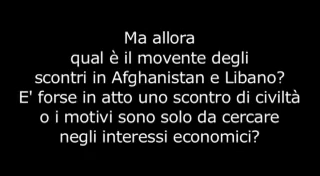 Ma allora
qual è il movente degli
scontri in Afghanistan e Libano?
E' forse in atto uno scontro di civiltà
o i motivi sono solo da cercare
negli interessi economici?